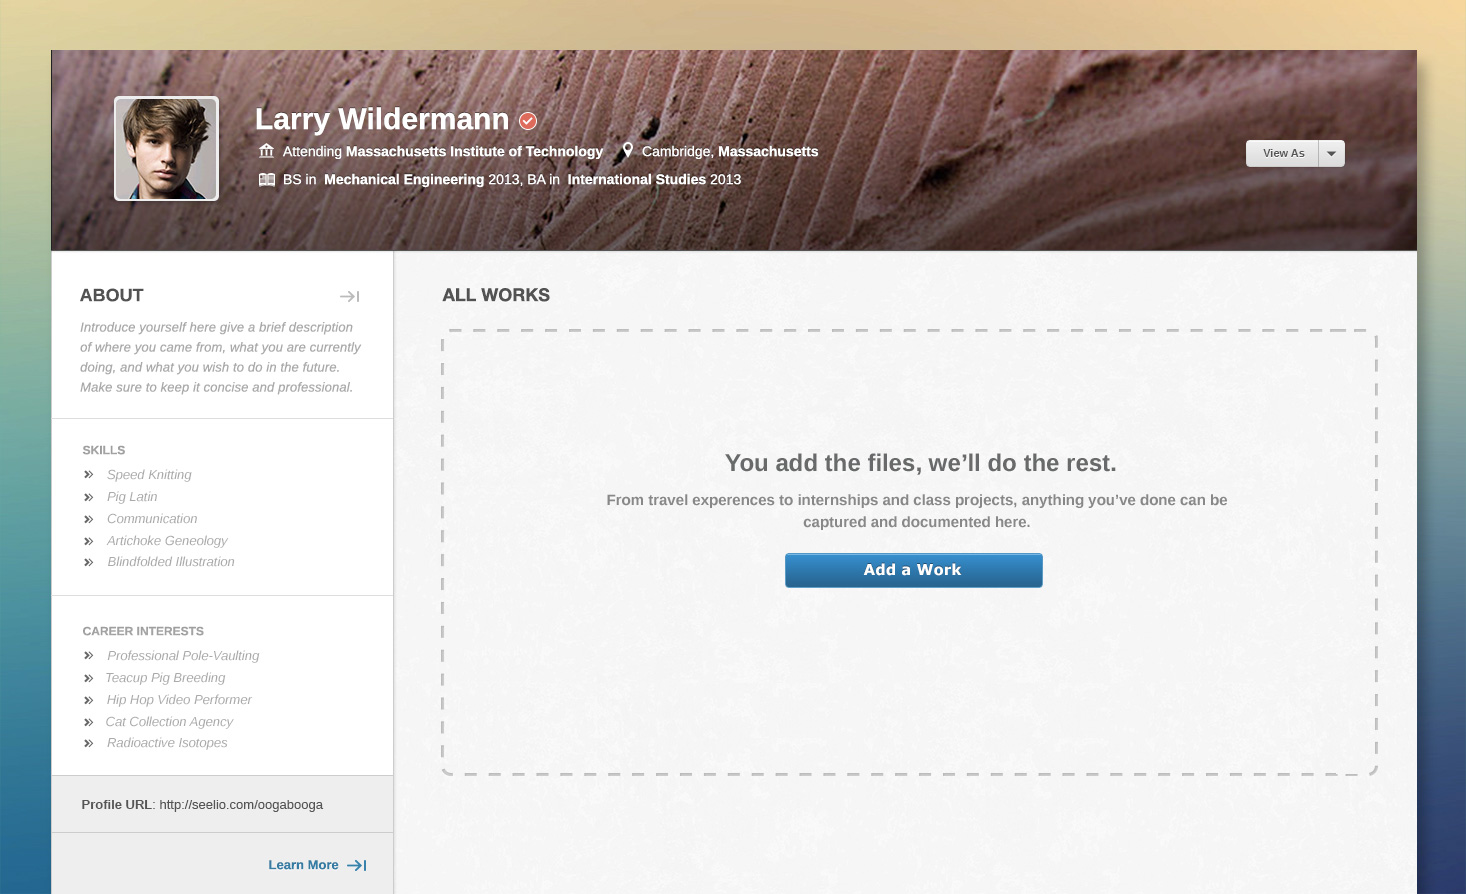 Larry Wildermann
Attending Massachusetts Institute of Technology Cambridge, Massachusetts
BS in Mechanical Engineering 2013, BA in International Studies 2013
View As
ABOUT
Introduce yourself here give a brief description
of where you came from, what you are currently
doing, and what you wish to do in the future.
Make sure to keep it concise and professional.
SKILLS
Speed Knitting
Pig Latin
Communication
Artichoke Geneology
Blindfolded Illustration
CAREER INTERESTS
Professional Pole-Vaulting
Teacup Pig Breeding
Hip Hop Video Performer
Cat Collection Agency
Radioactive Isotopes
Profile URL: http://seelio.com/oogabooga
Learn More
ALL WORKS
You add the files, we’ll do the rest.
From travel experences to internships and class projects, anything you’ve done can be
captured and documented here.
Add a Work